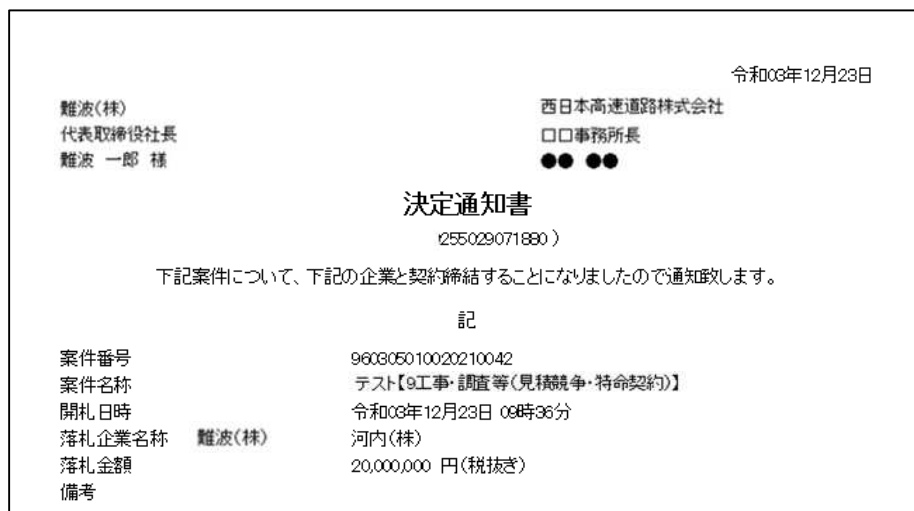 令和03年12月23日
難波(株)
代表取締役社長
難波 一郎 様
西日本高速道路株式会社
口口事務所長
●● ●●
決定通知書
(255029071880)
下記案件について、下記の企業と契約締結することになりましたので通知致します。
記
案件番号 960305010020210042
案件名称 テスト【9工事・調査等(見積競争・特命契約)】
開札日時 令和03年12月23日 09時36分
落札企業名称 難波(株) 河内(株)
落札金額 20,000,000 円(税抜き)
備考